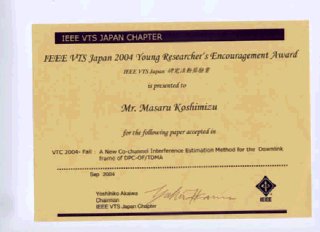 IEEE VTS JAPAN CHAPTER
IEEE VTS Japan 2004 Young Researcher's Encouragement Award
IEEE VTS Japan 研究活動奨励賞
is presented to
Mr. Masaru Koshimizu
for the following paper accepted in
VTC 2004- Fall : A New Co-channel Interference Estimation Method for the Downlink
frame of DPC-OF/TDMA
Sep 2004
Yoshihiko Akaiwa
Chairman
IEEE VTS Japan Chapter
IEEE